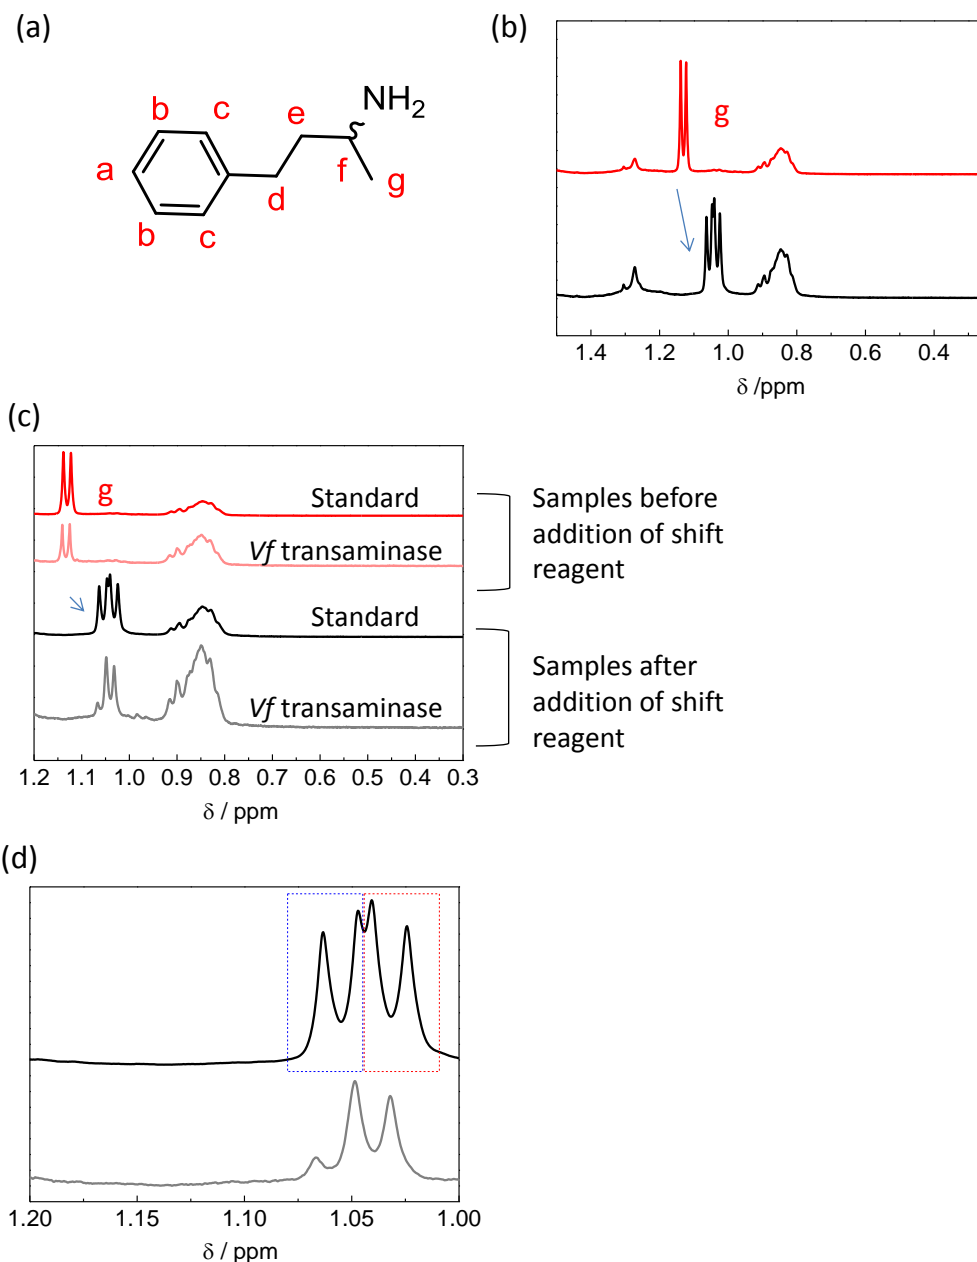 (a)
NH2
b
c
e
a
f
g
d
b
c
(b)
g
1.4 1.2 1.0 0.8 0.6 0.4
δ /ppm
(c)
g
Standard
Vf transaminase
Standard
Vf transaminase
Samples before
addition of shift
reagent
Samples after
addition of shift
reagent
1.2 1.1 1.0 0.9 0.8 0.7 0.6 0.5 0.4 0.3
δ / ppm
(d)
1.20 1.15 1.10 1.05 1.00
δ / ppm